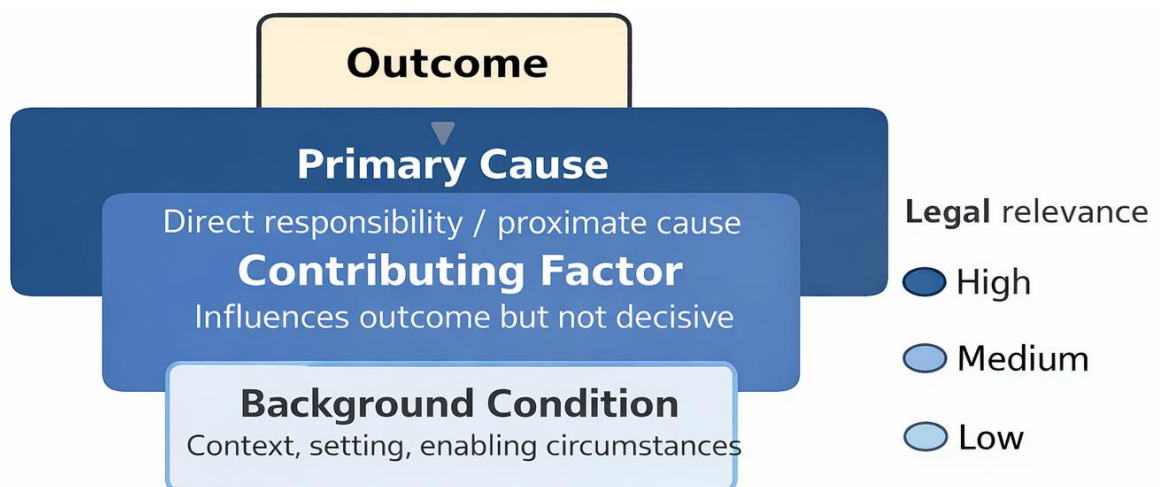 Outcome
Primary Cause
Direct responsibility / proximate cause
Contributing Factor
Influences outcome but not decisive
Background Condition
Context, setting, enabling circumstances
Legal relevance
High
Medium
Low